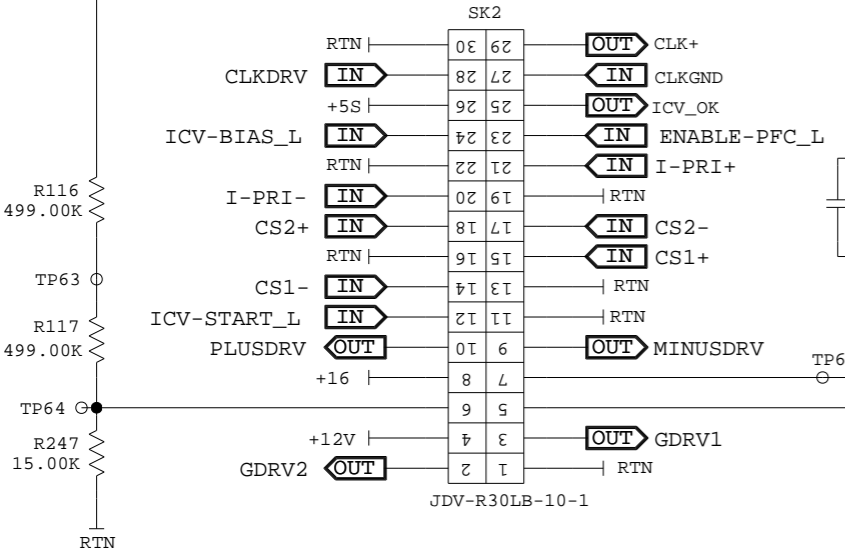 SK2
RTN 30 29 OUT CLK+
CLKDRV IN 28 27 IN CLKGND
+5S 26 25 OUT ICV_OK
ICV-BIAS_L IN 24 23 IN ENABLE-PFC_L
RTN 22 21 IN I-PRI+
R116
499.00K
I-PRI- IN 20 19 RTN
CS2+ IN 18 17 IN CS2-
RTN 16 15 IN CS1+
TP63
CS1- IN 14 13 RTN
ICV-START_L IN 12 11 RTN
R117
499.00K
PLUSDRV OUT 10 9 OUT MINUSDRV
TP6
+16 8 7
TP64 6 5
+12V 4 3 OUT GDRV1
R247
15.00K
GDRV2 OUT 2 1 RTN
JDV-R30LB-10-1
RTN